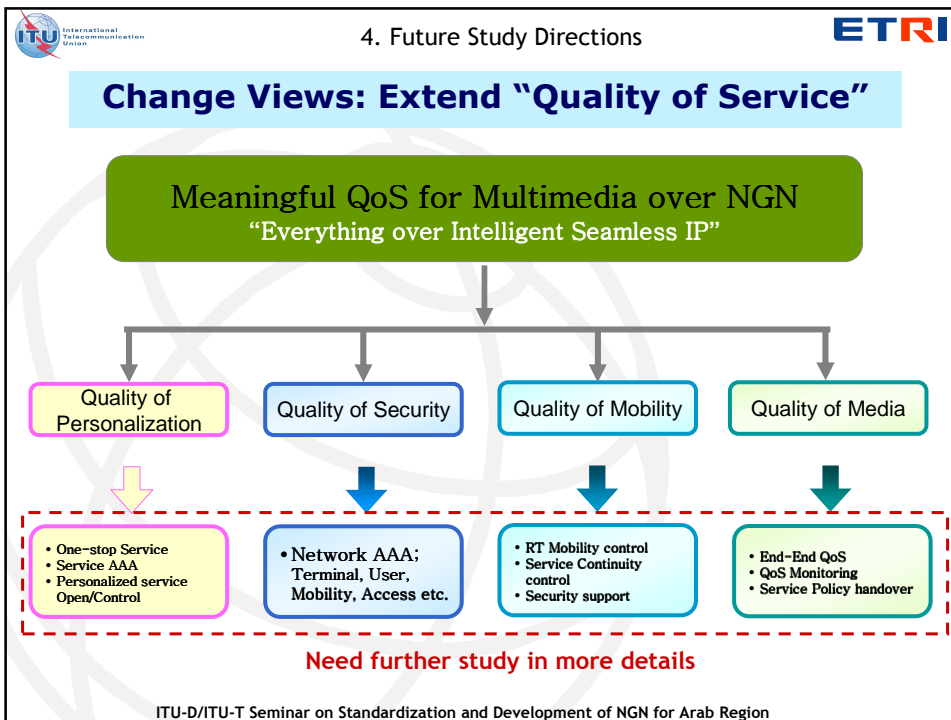 ITU International
Telecommunication
Union
4. Future Study Directions
ETRI
Change Views: Extend “Quality of Service”
Meaningful QoS for Multimedia over NGN
“Everything over Intelligent Seamless IP”
Quality of
Personalization
Quality of Security
Quality of Mobility
Quality of Media
• One-stop Service
• Service AAA
• Personalized service
Open/Control
• Network AAA;
Terminal, User,
Mobility, Access etc.
• RT Mobility control
• Service Continuity
control
• Security support
• End-End QoS
• QoS Monitoring
• Service Policy handover
Need further study in more details
ITU-D/ITU-T Seminar on Standardization and Development of NGN for Arab Region